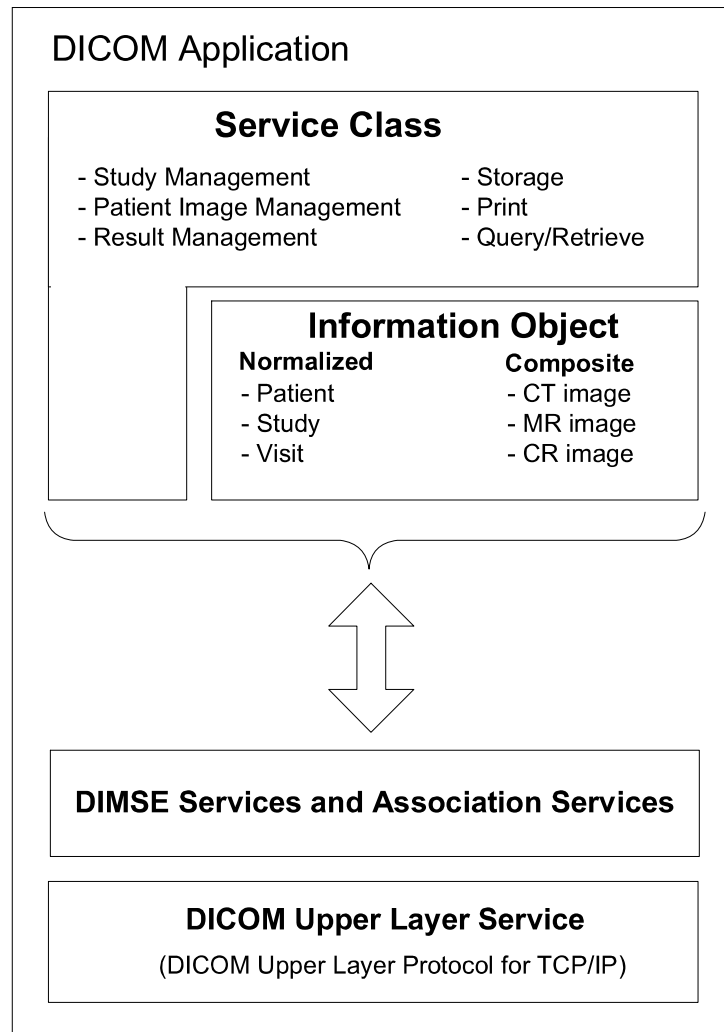 DICOM Application
Service Class
- Study Management
- Patient Image Management
- Result Management
- Storage
- Print
- Query/Retrieve
Information Object
Normalized
- Patient
- Study
- Visit
Composite
- CT image
- MR image
- CR image
DIMSE Services and Association Services
DICOM Upper Layer Service
(DICOM Upper Layer Protocol for TCP/IP)